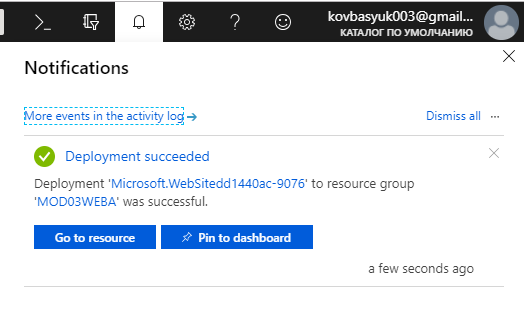 kovbasyuk003@gmail...
КАТАЛОГ ПО УМОЛЧАНИЮ
Notifications
More events in the activity log →
Dismiss all ...
Deployment succeeded
Deployment 'Microsoft.WebSitedd1440ac-9076' to resource group
'MOD03WEBA' was successful.
Go to resource
Pin to dashboard
a few seconds ago